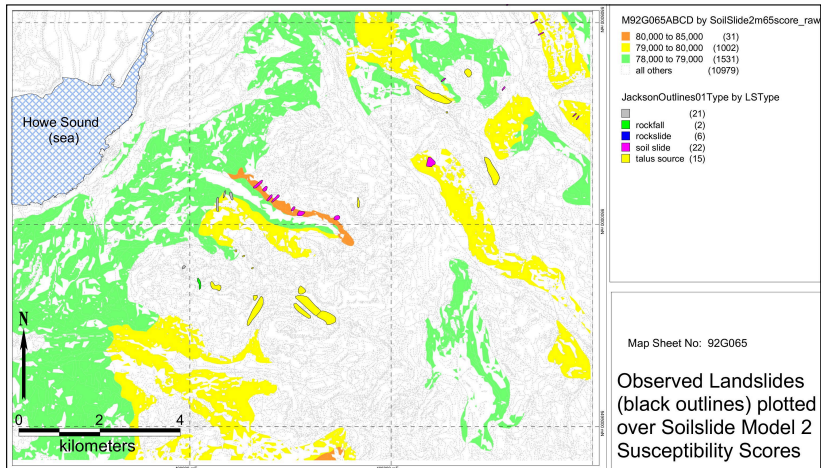 M92G065ABCD by SoilSlide2m65score_raw
80,000 to 85,000 (31)
79,000 to 80,000 (1002)
78,000 to 79,000 (1531)
all others (10979)
JacksonOutlines01Type by LSType
(21)
rockfall (2)
rockslide (6)
soil slide (22)
talus source (15)
Howe Sound
(sea)
N
0 2 4
kilometers
Map Sheet No: 92G065
Observed Landslides
(black outlines) plotted
over Soilslide Model 2
Susceptibility Scores